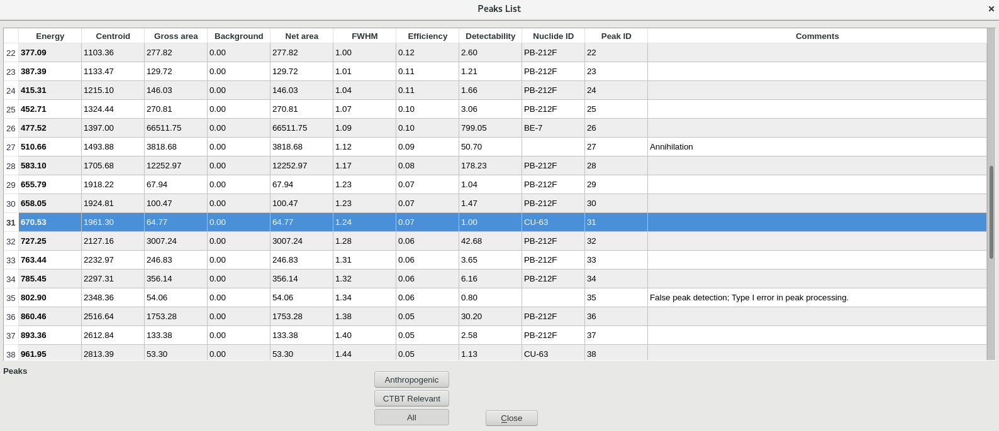 Peaks List ×
Energy Centroid Gross area Background Net area FWHM Efficiency Detectability Nuclide ID Peak ID Comments
22 377.09 1103.36 277.82 0.00 277.82 1.00 0.12 2.60 PB-212F 22
23 387.39 1133.47 129.72 0.00 129.72 1.01 0.11 1.21 PB-212F 23
24 415.31 1215.10 146.03 0.00 146.03 1.04 0.11 1.66 PB-212F 24
25 452.71 1324.44 270.81 0.00 270.81 1.07 0.10 3.06 PB-212F 25
26 477.52 1397.00 66511.75 0.00 66511.75 1.09 0.10 799.05 BE-7 26
27 510.66 1493.88 3818.68 0.00 3818.68 1.12 0.09 50.70 27 Annihilation
28 583.10 1705.68 12252.97 0.00 12252.97 1.17 0.08 178.23 PB-212F 28
29 655.79 1918.22 67.94 0.00 67.94 1.23 0.07 1.04 PB-212F 29
30 658.05 1924.81 100.47 0.00 100.47 1.23 0.07 1.47 PB-212F 30
31 670.53 1961.30 64.77 0.00 64.77 1.24 0.07 1.00 CU-63 31
32 727.25 2127.16 3007.24 0.00 3007.24 1.28 0.06 42.68 PB-212F 32
33 763.44 2232.97 246.83 0.00 246.83 1.31 0.06 3.65 PB-212F 33
34 785.45 2297.31 356.14 0.00 356.14 1.32 0.06 6.16 PB-212F 34
35 802.90 2348.36 54.06 0.00 54.06 1.34 0.06 0.80 35 False peak detection; Type I error in peak processing.
36 860.46 2516.64 1753.28 0.00 1753.28 1.38 0.05 30.20 PB-212F 36
37 893.36 2612.84 133.38 0.00 133.38 1.40 0.05 2.58 PB-212F 37
38 961.95 2813.39 53.30 0.00 53.30 1.44 0.05 1.13 CU-63 38
Peaks
Anthropogenic
CTBT Relevant
All
Close